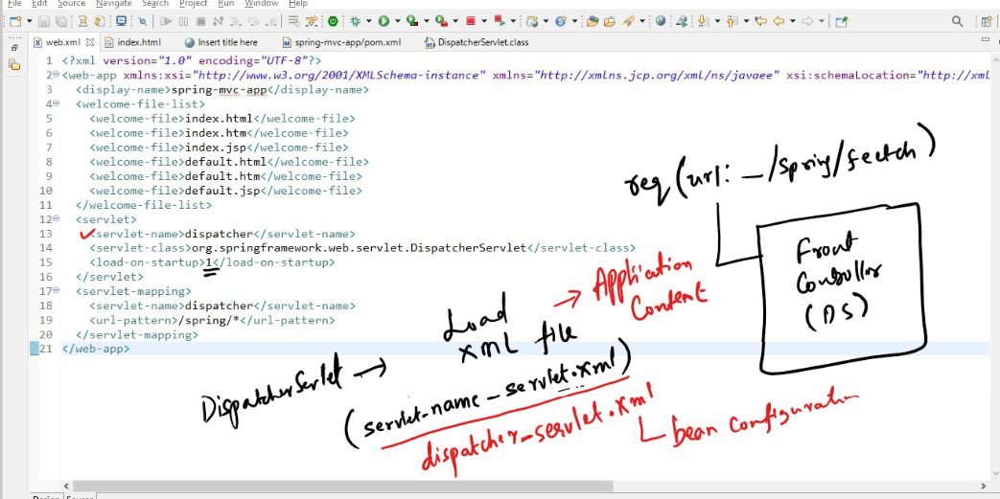 File Edit Source Navigate Search Project Run Window Help
web.xml index.html Insert title here spring-mvc-app/pom.xml DispatcherServlet.class
1 <?xml version="1.0" encoding="UTF-8"?>
2 <web-app xmlns:xsi="http://www.w3.org/2001/XMLSchema-instance" xmlns="http://xmlns.jcp.org/xml/ns/javaee" xsi:schemaLocation="http://xml
3 <display-name>spring-mvc-app</display-name>
4 <welcome-file-list>
5 <welcome-file>index.html</welcome-file>
6 <welcome-file>index.htm</welcome-file>
7 <welcome-file>index.jsp</welcome-file>
8 <welcome-file>default.html</welcome-file>
9 <welcome-file>default.htm</welcome-file>
10 <welcome-file>default.jsp</welcome-file>
11 </welcome-file-list>
12 <servlet>
13 <servlet-name>dispatcher</servlet-name>
14 <servlet-class>org.springframework.web.servlet.DispatcherServlet</servlet-class>
15 <load-on-startup>1</load-on-startup>
16 </servlet>
17 <servlet-mapping>
18 <servlet-name>dispatcher</servlet-name>
19 <url-pattern>/spring/*</url-pattern>
20 </servlet-mapping>
21 </web-app>
req (url: _/spring/fectch)
Front
Controller
(DS)
Application
Content
Load
xml file
DispatcherSerlet
(servlet-name-servlet.xml)
dispatcher-servlet.xml
bean configuration
Design Source